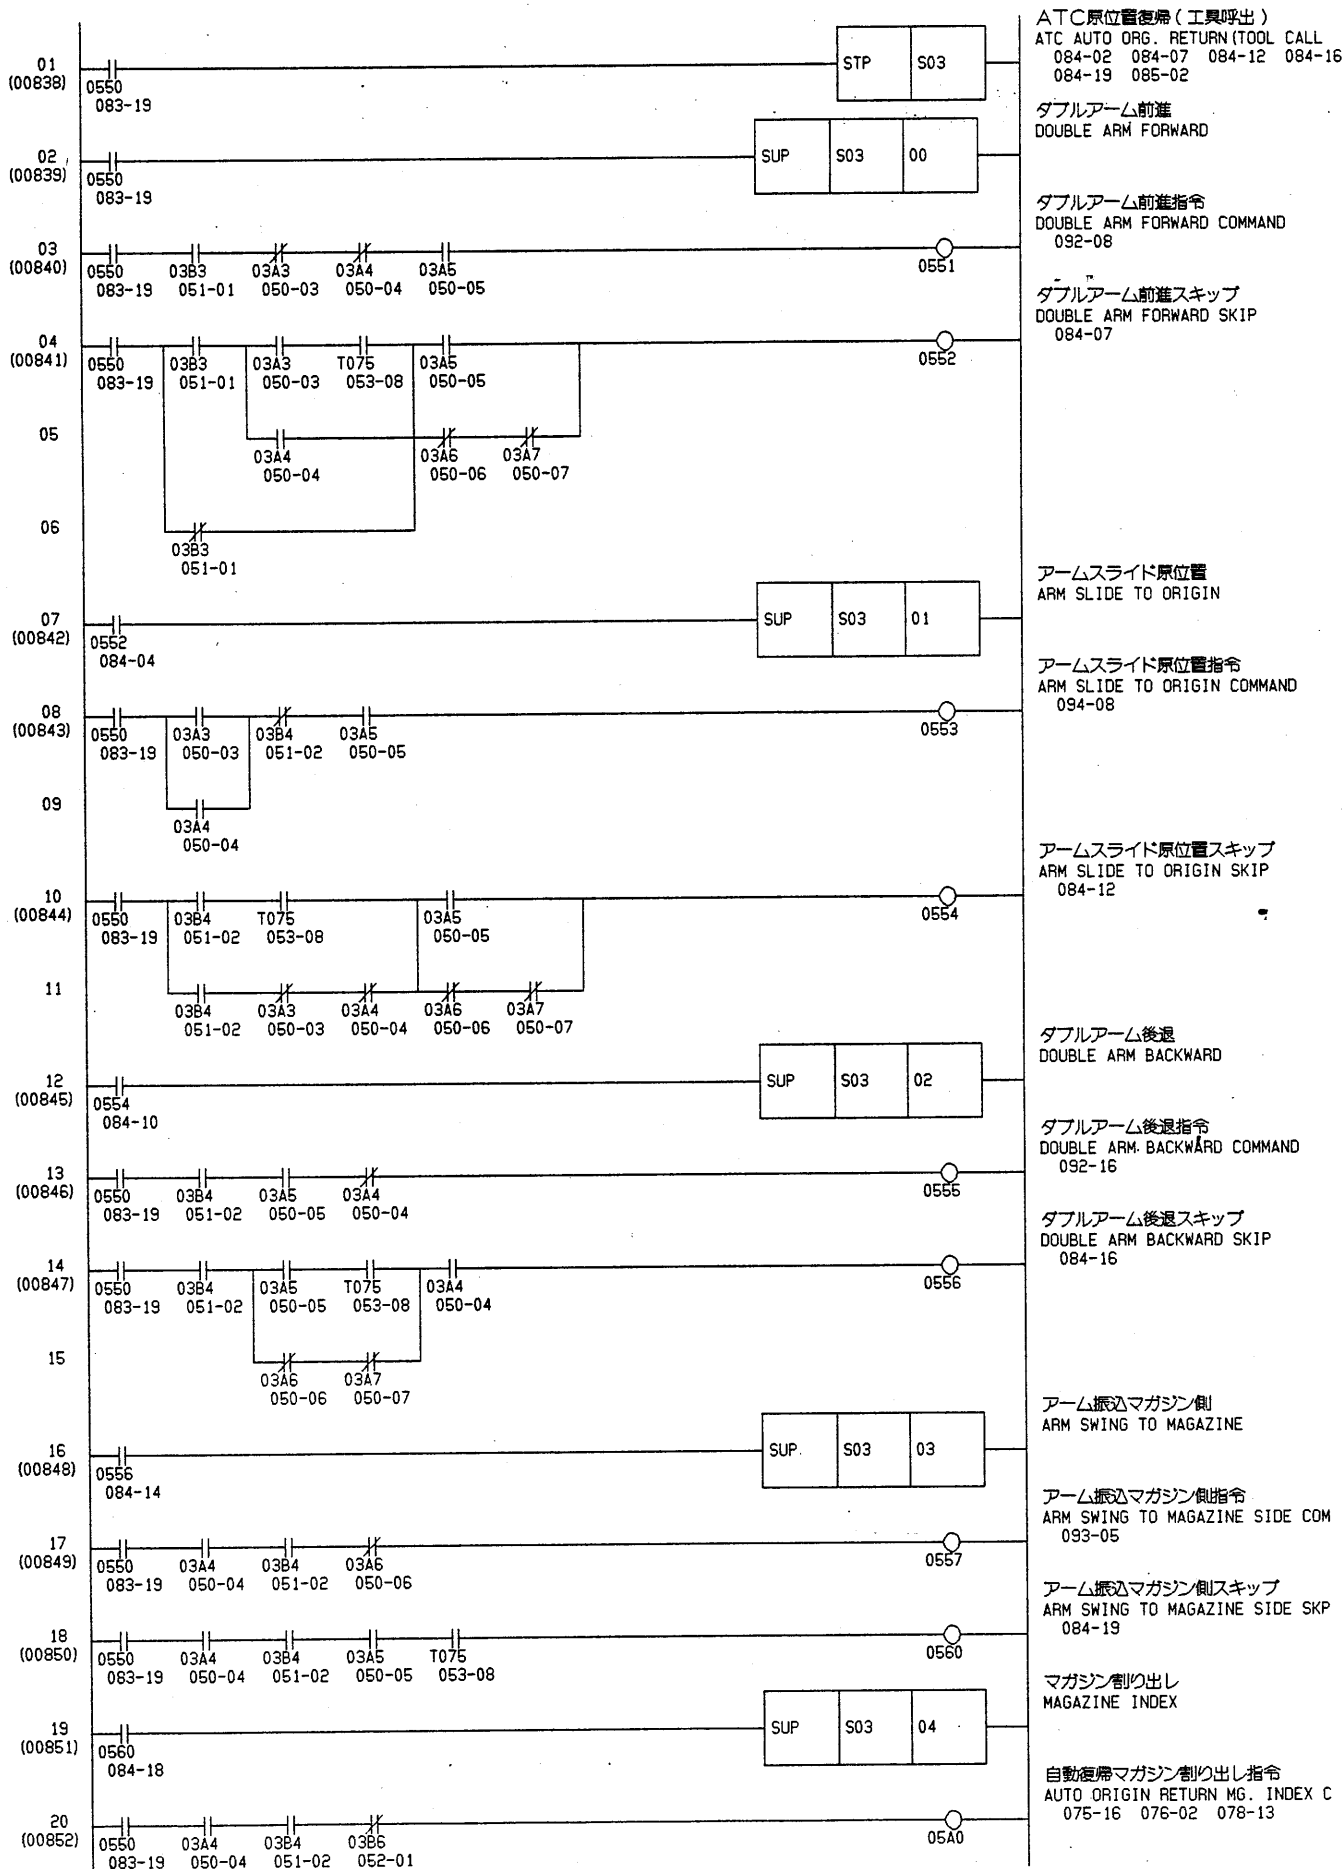 ATC原位置復帰(工具呼出)
ATC AUTO ORG. RETURN(TOOL CALL
084-02 084-07 084-12 084-16
084-19 085-02
01
(00838)
0550
083-19
STP S03
ダブルアーム前進
DOUBLE ARM FORWARD
02
(00839)
0550
083-19
SUP S03 00
ダブルアーム前進指令
DOUBLE ARM FORWARD COMMAND
092-08
03
(00840)
0550 03B3 03A3 03A4 03A5 0551
083-19 051-01 050-03 050-04 050-05
ダブルアーム前進スキップ
DOUBLE ARM FORWARD SKIP
084-07
04
(00841)
0550 03B3 03A3 T075 03A5 0552
083-19 051-01 050-03 053-08 050-05
05
03A4 03A6 03A7
050-04 050-06 050-07
06
03B3
051-01
アームスライド原位置
ARM SLIDE TO ORIGIN
07
(00842)
0552
084-04
SUP S03 01
アームスライド原位置指令
ARM SLIDE TO ORIGIN COMMAND
094-08
08
(00843)
0550 03A3 03B4 03A5 0553
083-19 050-03 051-02 050-05
09
03A4
050-04
アームスライド原位置スキップ
ARM SLIDE TO ORIGIN SKIP
084-12
10
(00844)
0550 03B4 T075 03A5 0554
083-19 051-02 053-08 050-05
11
03B4 03A3 03A4 03A6 03A7
051-02 050-03 050-04 050-06 050-07
ダブルアーム後退
DOUBLE ARM BACKWARD
12
(00845)
0554
084-10
SUP S03 02
ダブルアーム後退指令
DOUBLE ARM BACKWARD COMMAND
092-16
13
(00846)
0550 03B4 03A5 03A4 0555
083-19 051-02 050-05 050-04
ダブルアーム後退スキップ
DOUBLE ARM BACKWARD SKIP
084-16
14
(00847)
0550 03B4 03A5 T075 03A4 0556
083-19 051-02 050-05 053-08 050-04
15
03A6 03A7
050-06 050-07
アーム振込マガジン側
ARM SWING TO MAGAZINE
16
(00848)
0556
084-14
SUP S03 03
アーム振込マガジン側指令
ARM SWING TO MAGAZINE SIDE COM
093-05
17
(00849)
0550 03A4 03B4 03A6 0557
083-19 050-04 051-02 050-06
アーム振込マガジン側スキップ
ARM SWING TO MAGAZINE SIDE SKP
084-19
18
(00850)
0550 03A4 03B4 03A5 T075 0560
083-19 050-04 051-02 050-05 053-08
マガジン割り出し
MAGAZINE INDEX
19
(00851)
0560
084-18
SUP S03 04
自動復帰マガジン割り出し指令
AUTO ORIGIN RETURN MG. INDEX C
075-16 076-02 078-13
20
(00852)
0550 03A4 03B4 03B6 05A0
083-19 050-04 051-02 052-01